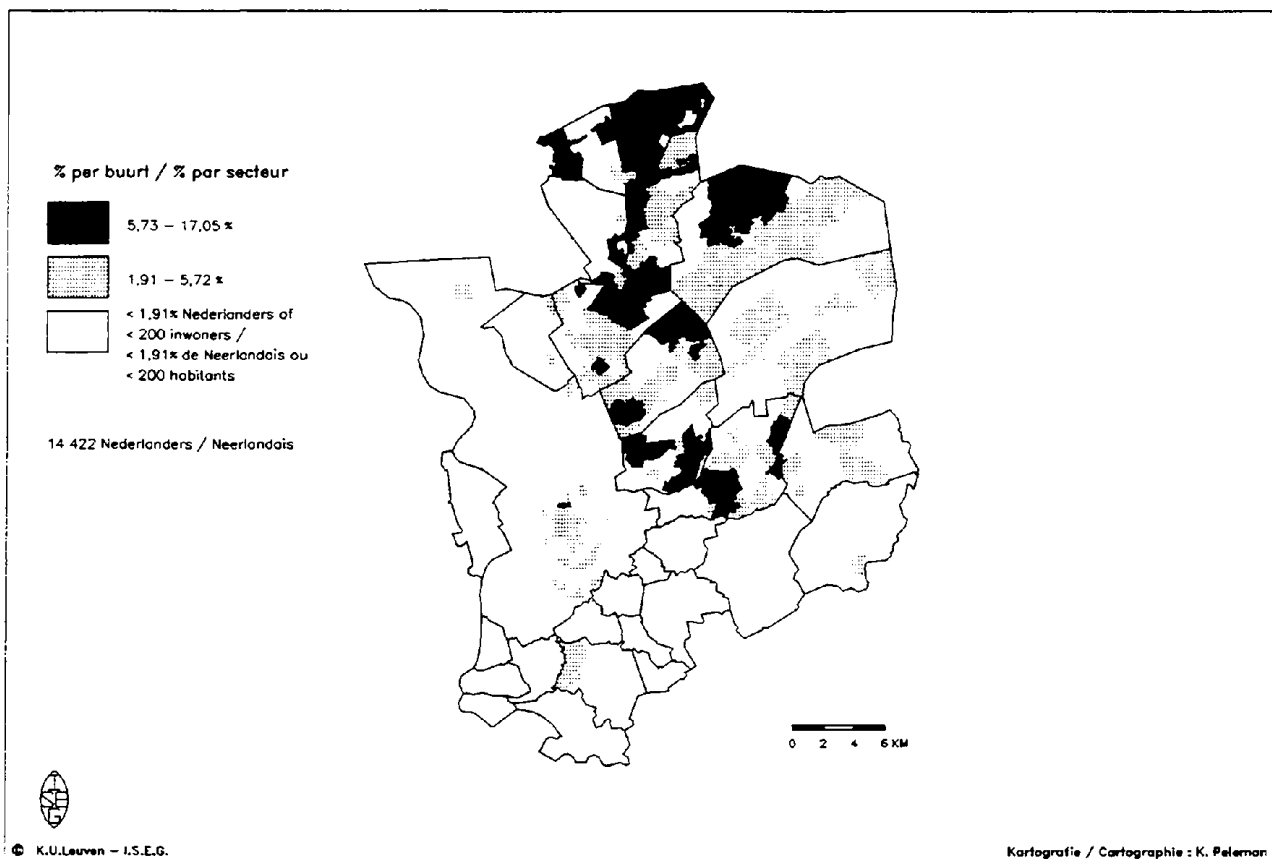 % per buurt / % par secteur
5,73 – 17,05 %
1,91 – 5,72 %
< 1,91% Nederlanders of
< 200 inwoners /
< 1,91% de Neerlandais ou
< 200 habitants
14 422 Nederlanders / Neerlandais
0 2 4 6 KM
I
SE
G
© K.U.Leuven – I.S.E.G.
Kartografie / Cartographie : K. Peleman